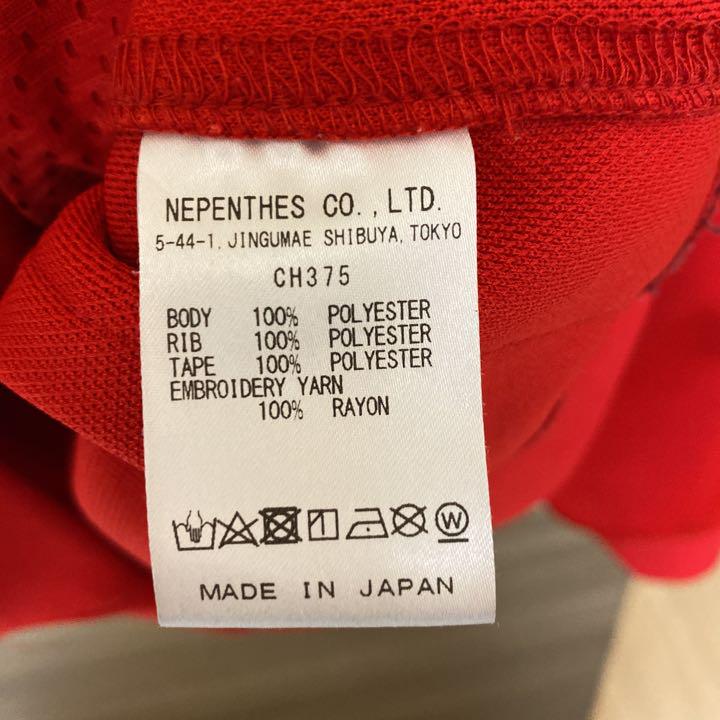 NEPENTHES CO., LTD.
5-44-1, JINGUMAE SHIBUYA, TOKYO
CH375
BODY 100% POLYESTER
RIB 100% POLYESTER
TAPE 100% POLYESTER
EMBROIDERY YARN
100% RAYON
W
MADE IN JAPAN